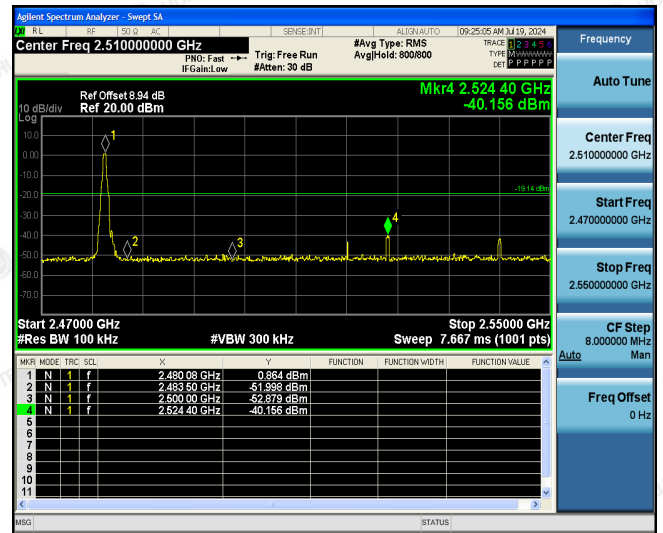 Agilent Spectrum Analyzer - Swept SA
RL RF 50 Ω AC SENSE:INT ALIGNAUTO 09:25:05 AM Jul 19, 2024
Center Freq 2.510000000 GHz
PNO: Fast
IFGain:Low
Trig: Free Run
#Atten: 30 dB
#Avg Type: RMS
Avg|Hold: 800/800
TRACE 1 2 3 4 5 6
TYPE MWWWWW
DET P P P P P P
Mkr4 2.524 40 GHz
-40.156 dBm
Ref Offset 8.94 dB
Ref 20.00 dBm
10 dB/div
Log
10.0
0.00
-10.0
-20.0
-30.0
-40.0
-50.0
-60.0
-70.0
1
2
3
4
-19.14 dBm
Start 2.47000 GHz Stop 2.55000 GHz
#Res BW 100 kHz #VBW 300 kHz Sweep 7.667 ms (1001 pts)
MKR MODE TRC SCL X Y FUNCTION FUNCTION WIDTH FUNCTION VALUE
1 N 1 f 2.480 08 GHz 0.864 dBm
2 N 1 f 2.483 50 GHz -51.998 dBm
3 N 1 f 2.500 00 GHz -52.879 dBm
4 N 1 f 2.524 40 GHz -40.156 dBm
5
6
7
8
9
10
11
MSG STATUS
Frequency
Auto Tune
Center Freq
2.510000000 GHz
Start Freq
2.470000000 GHz
Stop Freq
2.550000000 GHz
CF Step
8.000000 MHz
Auto Man
Freq Offset
0 Hz